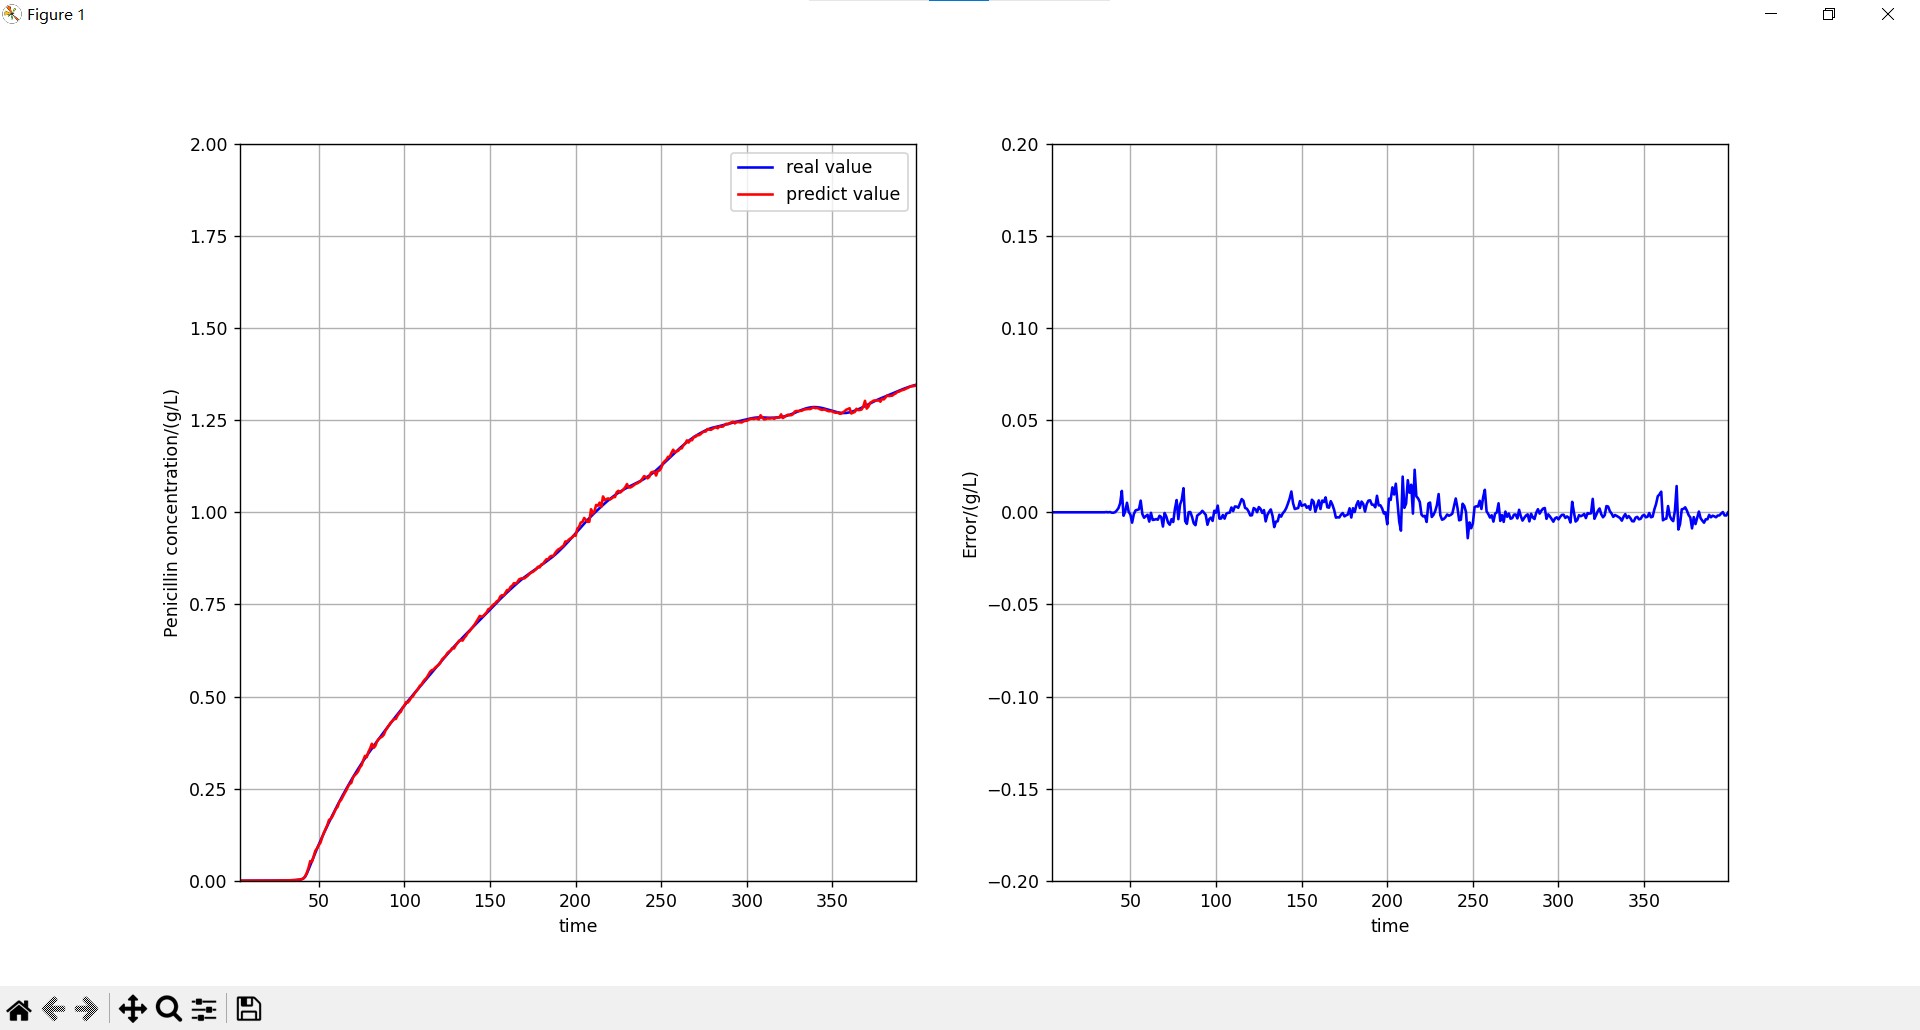 Figure 1
2.00
1.75
1.50
1.25
1.00
0.75
0.50
0.25
0.00
Penicillin concentration/(g/L)
real value
predict value
50 100 150 200 250 300 350
time
0.20
0.15
0.10
0.05
0.00
−0.05
−0.10
−0.15
−0.20
Error/(g/L)
50 100 150 200 250 300 350
time